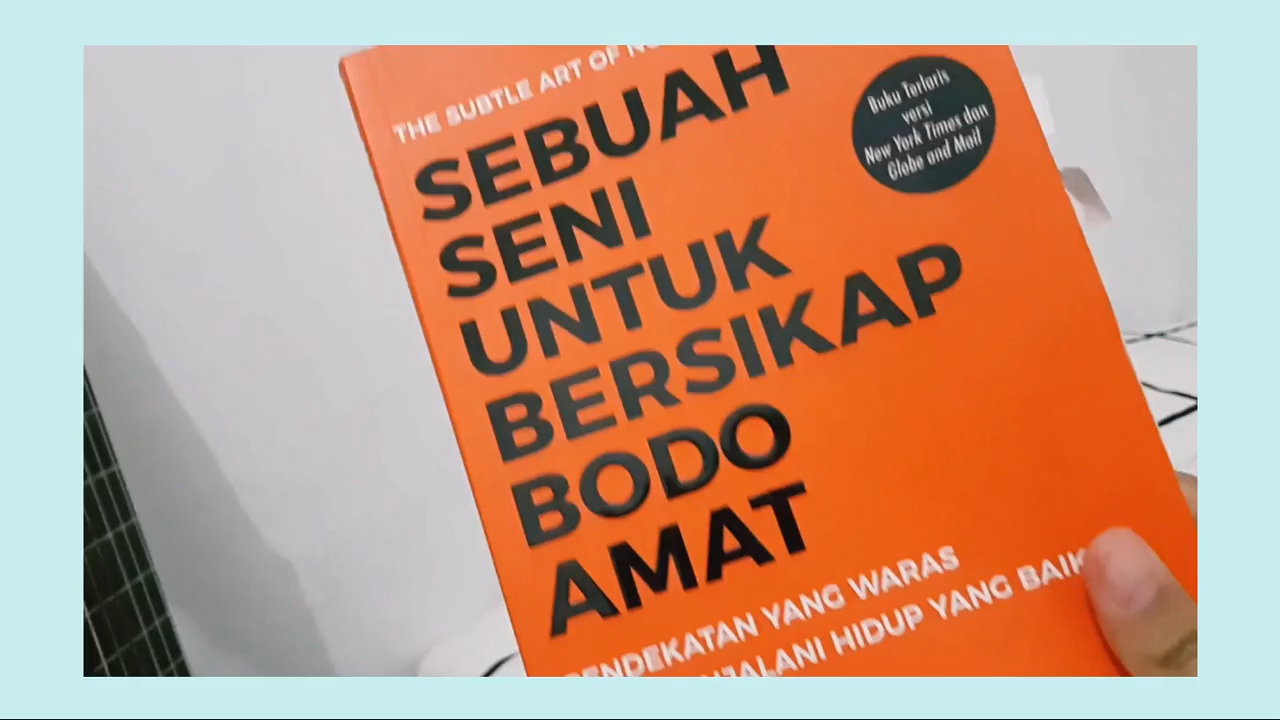 THE SUBTLE ART OF
SEBUAH
SENI
UNTUK
BERSIKAP
BODO
AMAT
Buku Terlaris
versi
New York Times dan
Globe and Mail
PENDEKATAN YANG WARAS
HIDUP YANG BAIK